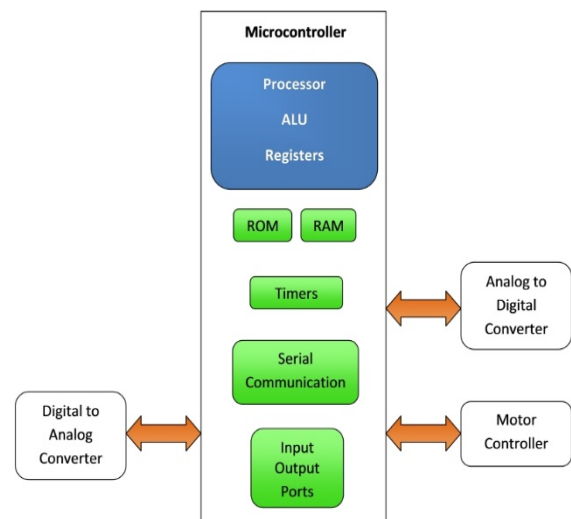 Microcontroller
Processor
ALU
Registers
ROM
RAM
Timers
Serial
Communication
Input
Output
Ports
Analog to
Digital
Converter
Motor
Controller
Digital to
Analog
Converter